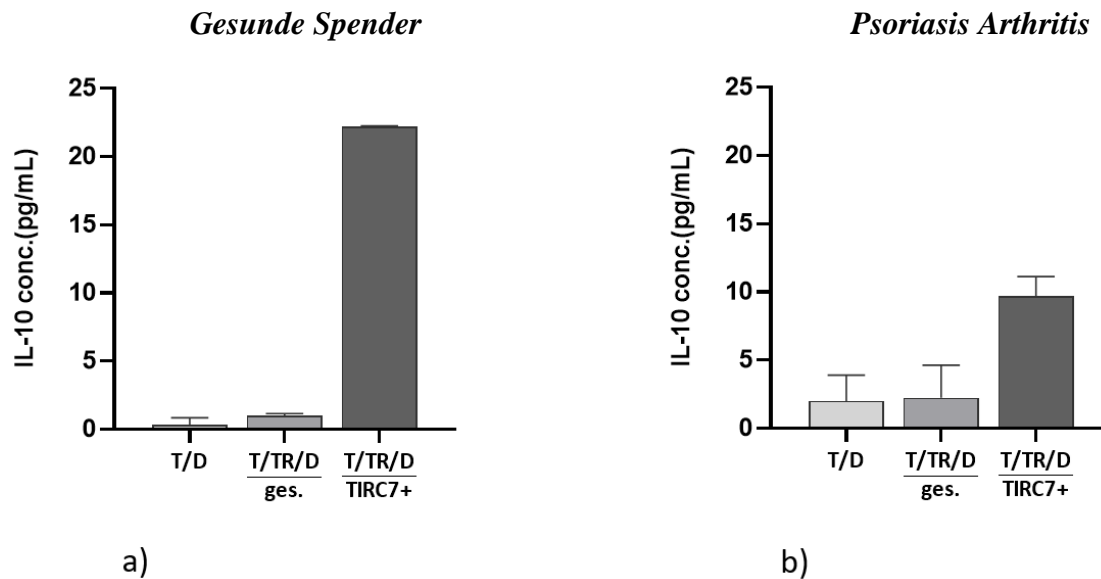 Gesunde Spender
IL-10 conc.(pg/mL)
25
20
15
10
5
0
T/D
T/TR/D
ges.
T/TR/D
TIRC7+
a)
Psoriasis Arthritis
IL-10 conc.(pg/mL)
25
20
15
10
5
0
T/D
T/TR/D
ges.
T/TR/D
TIRC7+
b)